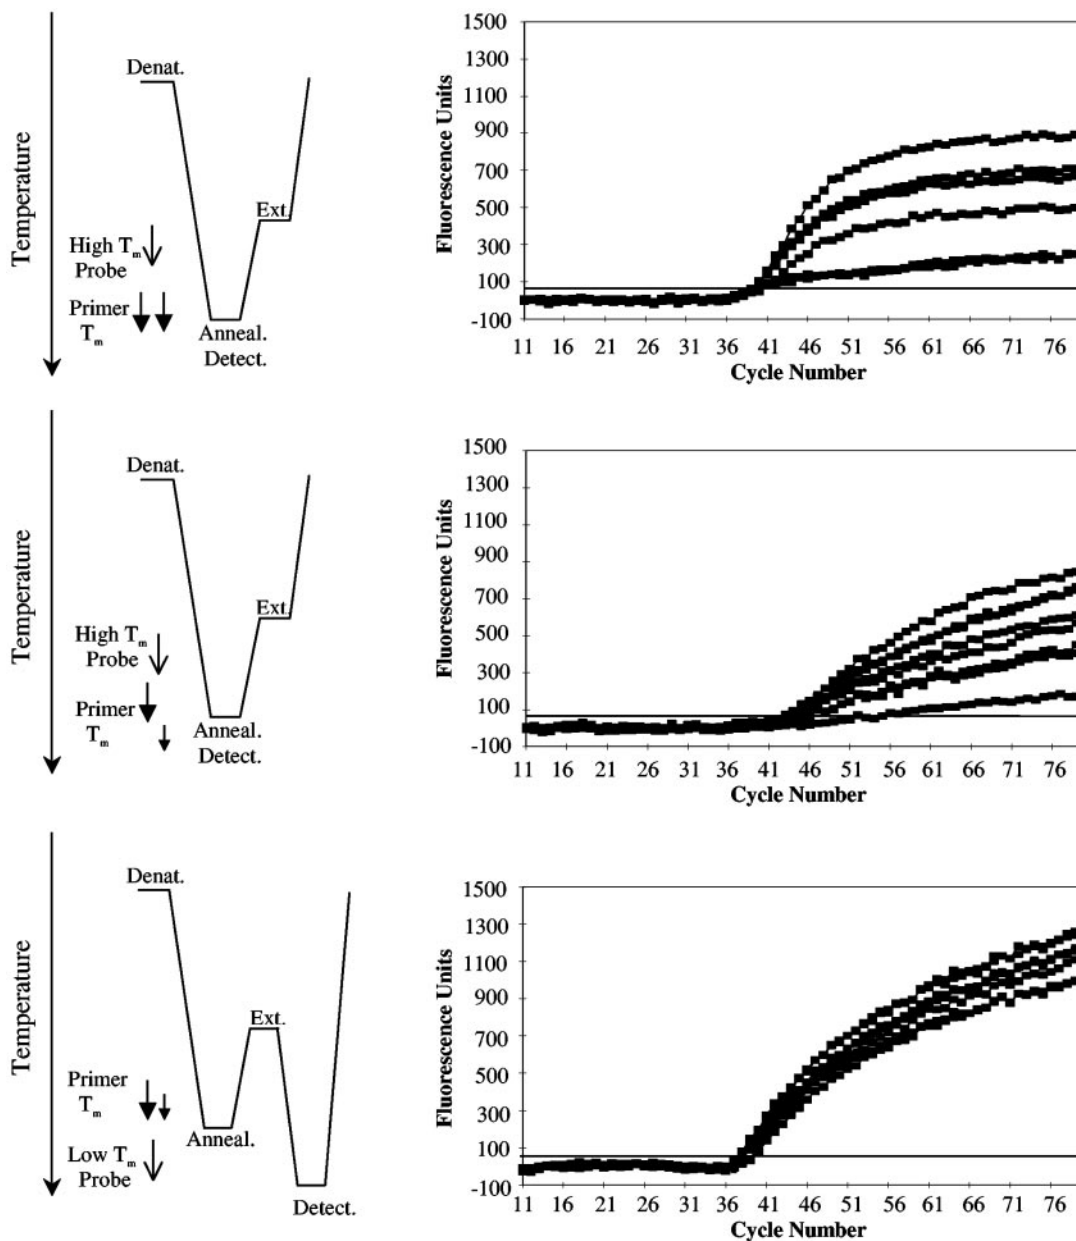 Temperature
Denat.
Ext.
High Tm
Probe
Primer
Tm
Anneal.
Detect.
Fluorescence Units
1500
1300
1100
900
700
500
300
100
-100
11 16 21 26 31 36 41 46 51 56 61 66 71 76
Cycle Number
Temperature
Denat.
Ext.
High Tm
Probe
Primer
Tm
Anneal.
Detect.
Fluorescence Units
1500
1300
1100
900
700
500
300
100
-100
11 16 21 26 31 36 41 46 51 56 61 66 71 76
Cycle Number
Temperature
Denat.
Ext.
Primer
Tm
Anneal.
Low Tm
Probe
Detect.
Fluorescence Units
1500
1300
1100
900
700
500
300
100
-100
11 16 21 26 31 36 41 46 51 56 61 66 71 76
Cycle Number